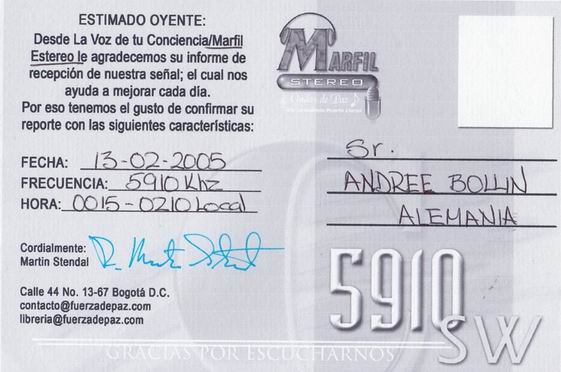 ESTIMADO OYENTE:
Desde La Voz de tu Conciencia/Marfil
Estereo le agradecemos su informe de
recepción de nuestra señal; el cual nos
ayuda a mejorar cada día.
Por eso tenemos el gusto de confirmar su
reporte con las siguientes características:
FECHA: 13-02-2005
FRECUENCIA: 5910 Khz
HORA: 0015-0210 Local
Cordialmente:
Martin Stendal
Calle 44 No. 13-67 Bogotá D.C.
contacto@fuerzadepaz.com
libreria@fuerzadepaz.com
MARFIL
STEREO
Ondas de Paz
Sr.
ANDREE BOLLIN
ALEMANIA
5910
SW
GRACIAS POR ESCUCHARNOS